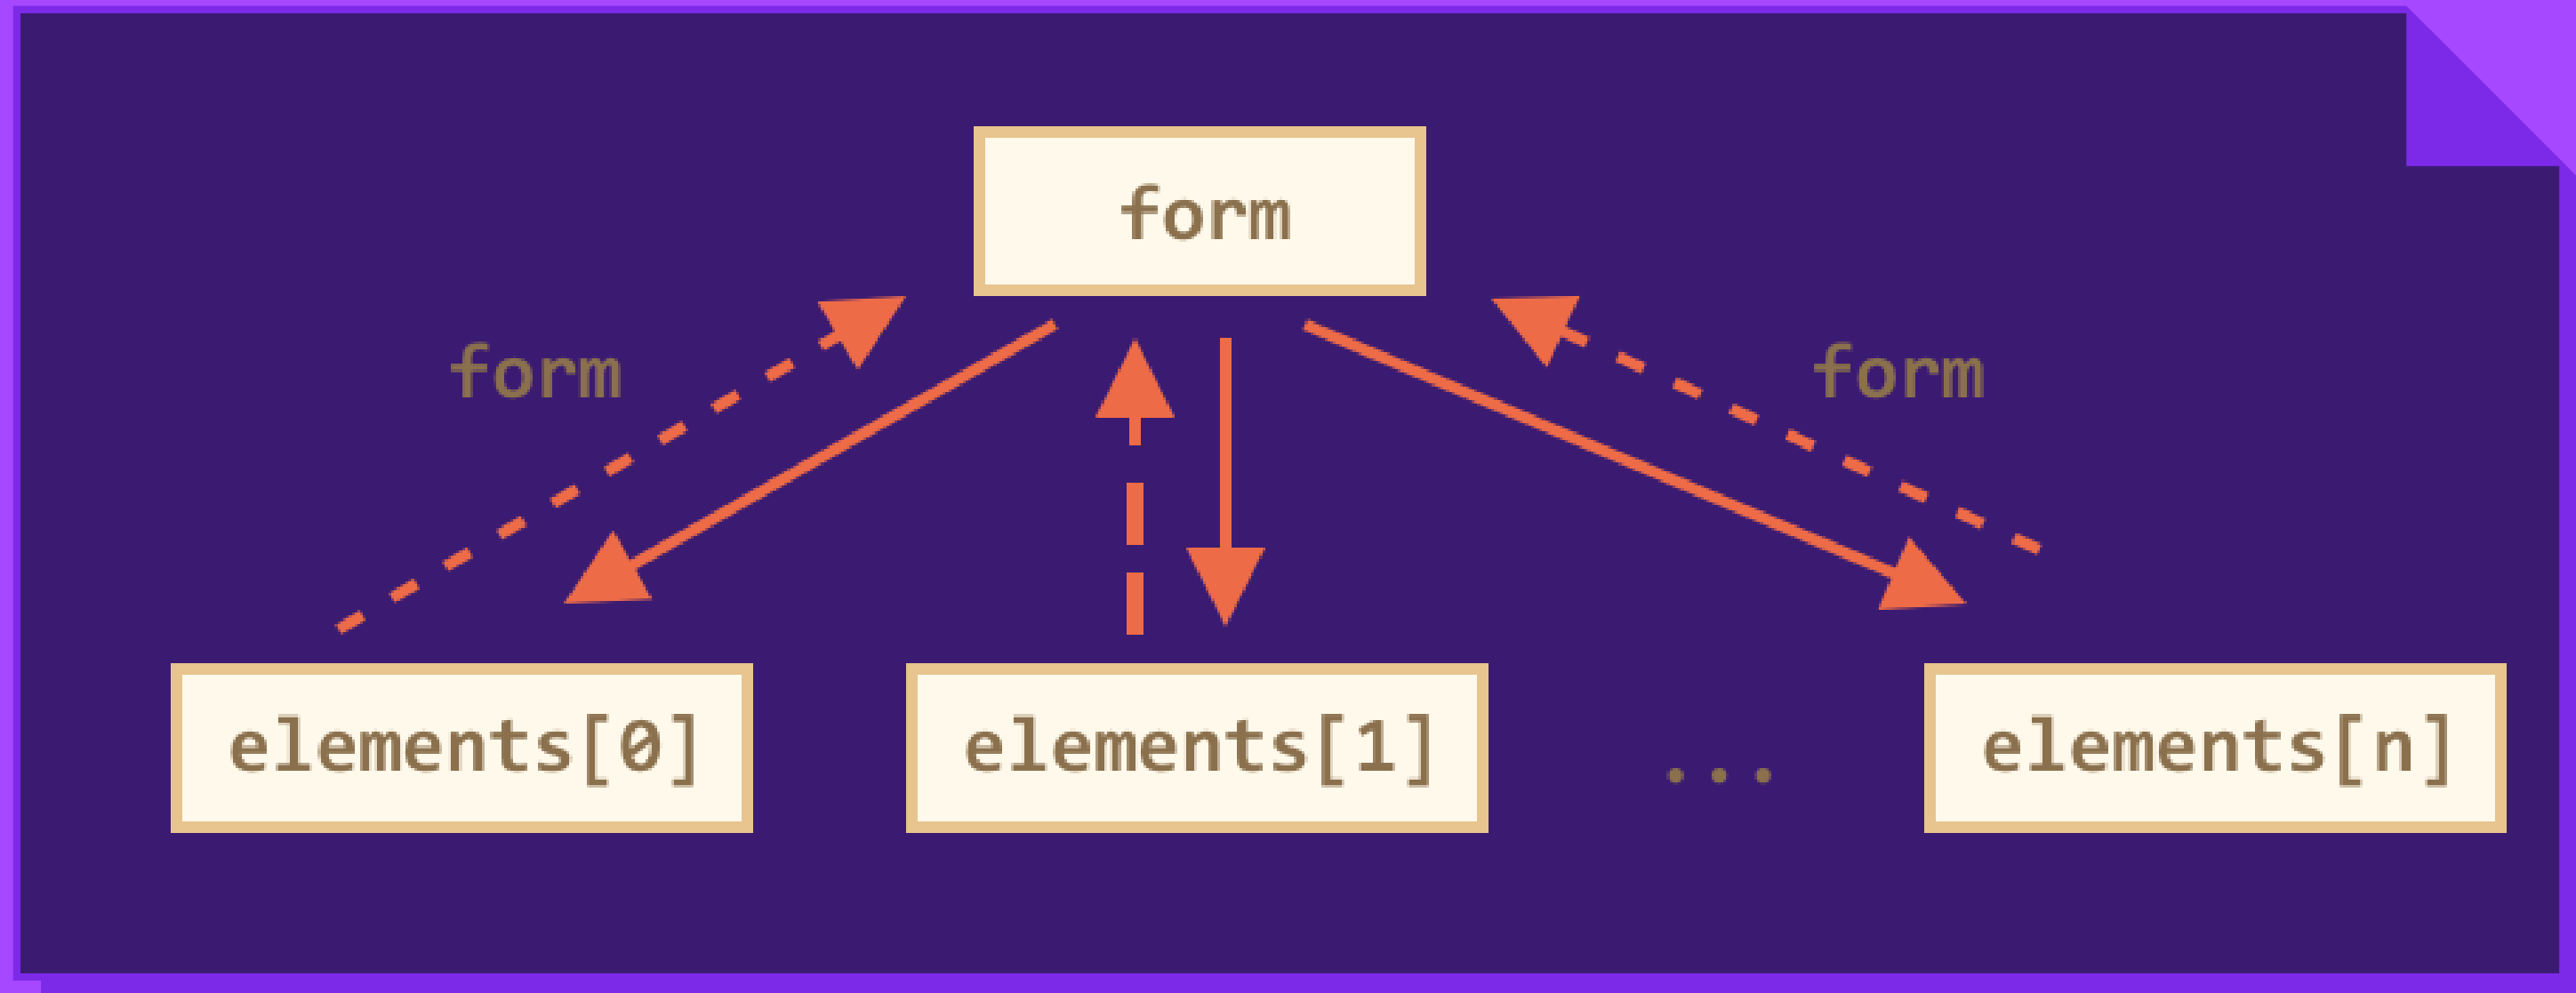 form
form
form
elements[0]
elements[1]
...
elements[n]